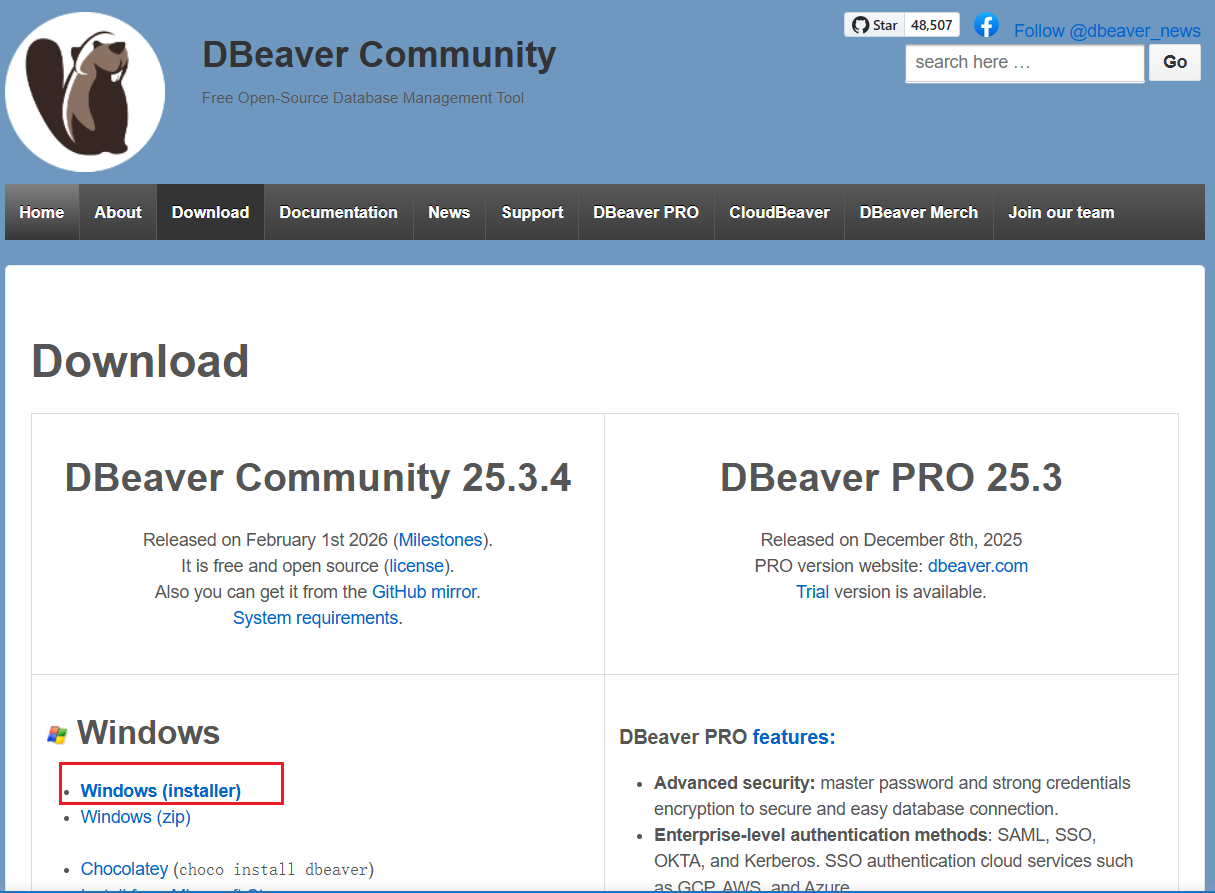 Star 48,507
Follow @dbeaver_news
DBeaver Community
search here …
Go
Free Open-Source Database Management Tool
Home About Download Documentation News Support DBeaver PRO CloudBeaver DBeaver Merch Join our team
Download
DBeaver Community 25.3.4
Released on February 1st 2026 (Milestones).
It is free and open source (license).
Also you can get it from the GitHub mirror.
System requirements.
DBeaver PRO 25.3
Released on December 8th, 2025
PRO version website: dbeaver.com
Trial version is available.
Windows
Windows (installer)
Windows (zip)
Chocolatey (choco install dbeaver)
DBeaver PRO features:
Advanced security: master password and strong credentials
encryption to secure and easy database connection.
Enterprise-level authentication methods: SAML, SSO,
OKTA, and Kerberos. SSO authentication cloud services such
as GCP, AWS, and Azure